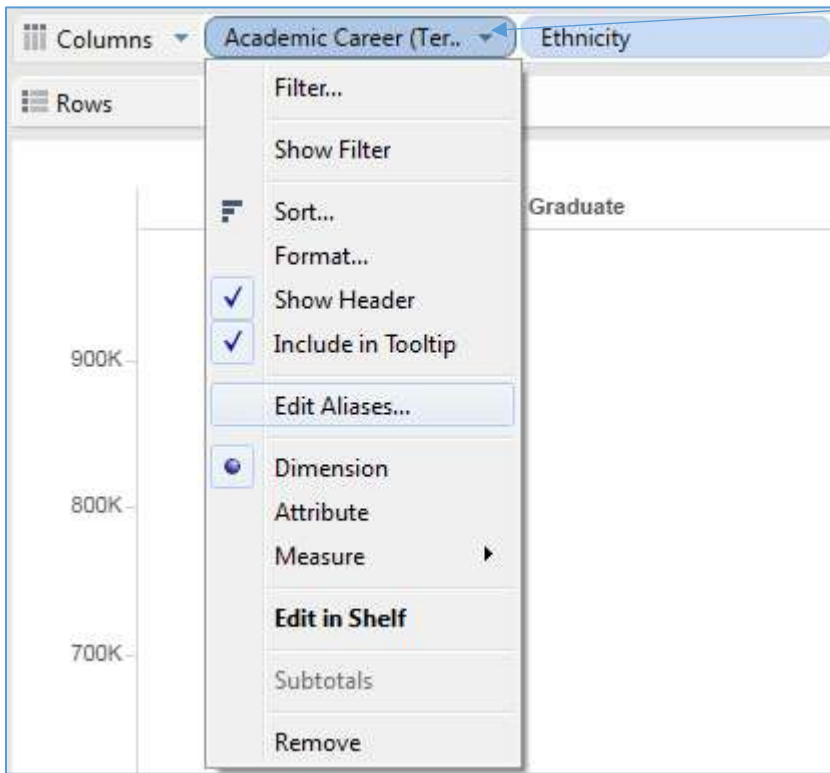 Columns Academic Career (Ter.. Ethnicity
Rows
Filter...
Show Filter
Sort...
Graduate
Format...
Show Header
900K
Include in Tooltip
Edit Aliases...
Dimension
800K
Attribute
Measure
Edit in Shelf
700K
Subtotals
Remove